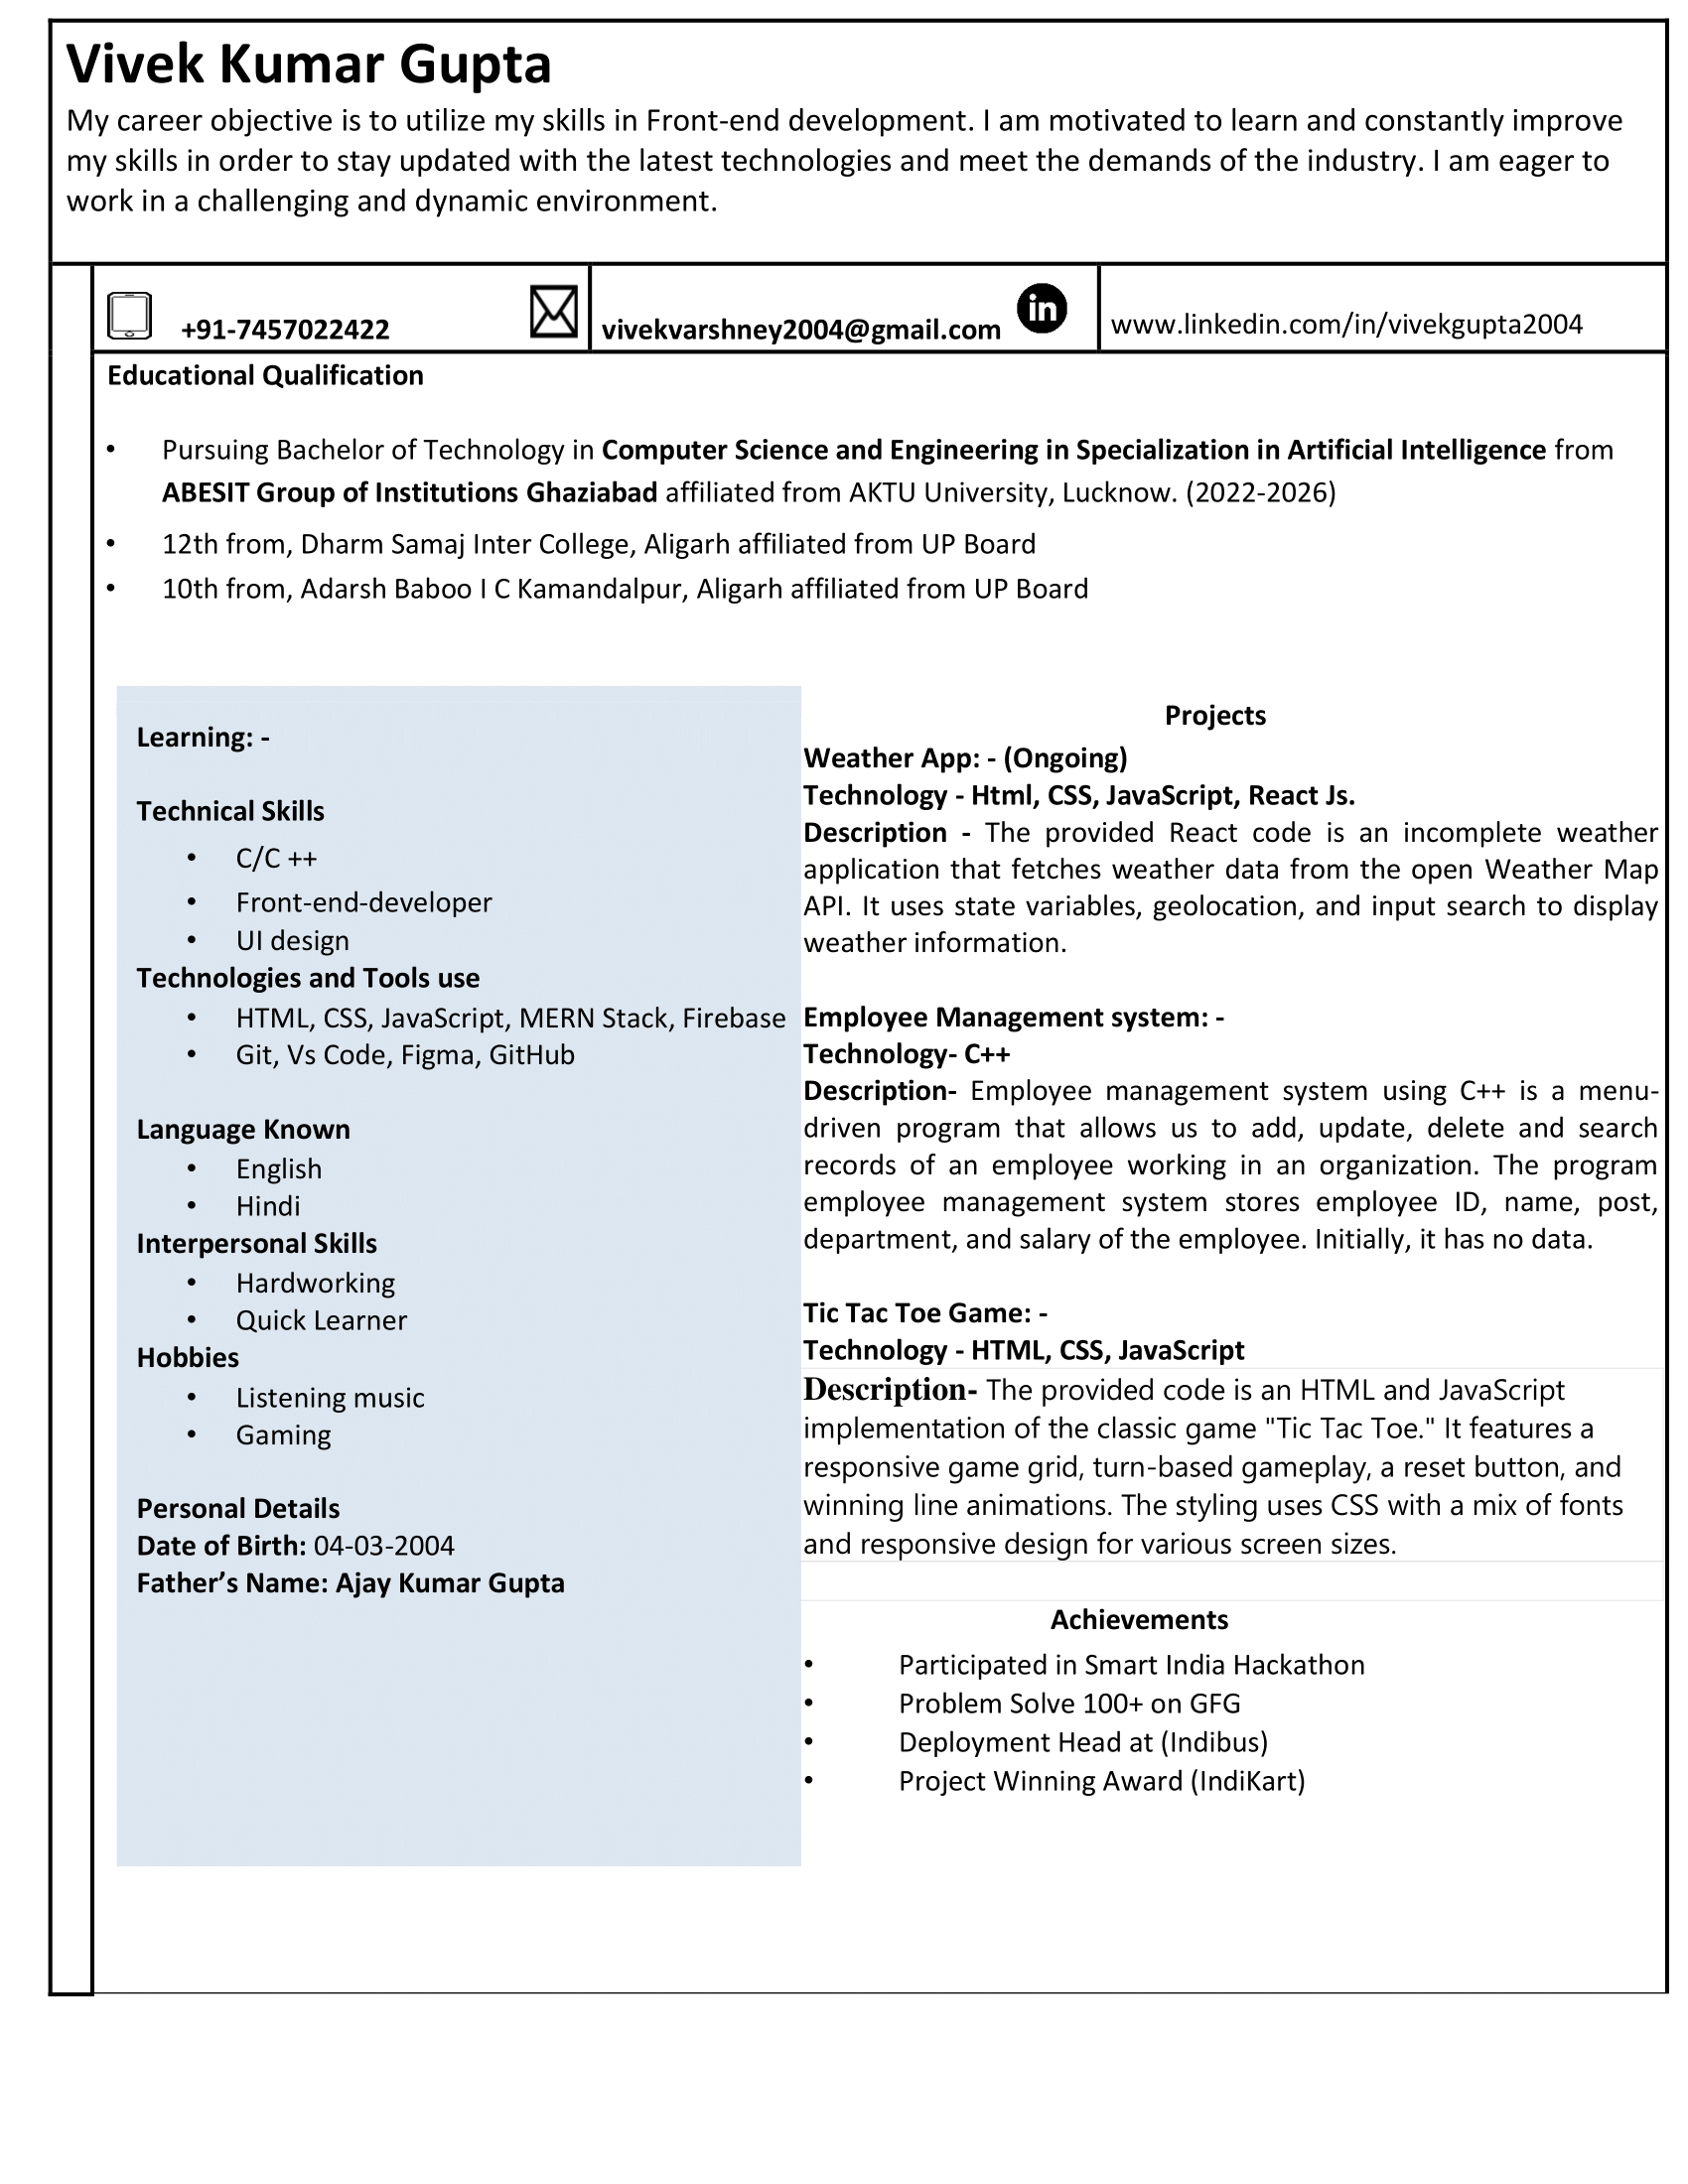 Vivek Kumar Gupta
My career objective is to utilize my skills in Front-end development. I am motivated to learn and constantly improve
my skills in order to stay updated with the latest technologies and meet the demands of the industry. I am eager to
work in a challenging and dynamic environment.
+91-7457022422
vivekvarshney2004@gmail.com
in
www.linkedin.com/in/vivekgupta2004
Educational Qualification
• Pursuing Bachelor of Technology in Computer Science and Engineering in Specialization in Artificial Intelligence from
ABESIT Group of Institutions Ghaziabad affiliated from AKTU University, Lucknow. (2022-2026)
• 12th from, Dharm Samaj Inter College, Aligarh affiliated from UP Board
• 10th from, Adarsh Baboo I C Kamandalpur, Aligarh affiliated from UP Board
Learning: -
Technical Skills
• C/C ++
• Front-end-developer
• UI design
Technologies and Tools use
• HTML, CSS, JavaScript, MERN Stack, Firebase
• Git, Vs Code, Figma, GitHub
Language Known
• English
• Hindi
Interpersonal Skills
• Hardworking
• Quick Learner
Hobbies
• Listening music
• Gaming
Personal Details
Date of Birth: 04-03-2004
Father’s Name: Ajay Kumar Gupta
Projects
Weather App: - (Ongoing)
Technology - Html, CSS, JavaScript, React Js.
Description - The provided React code is an incomplete weather
application that fetches weather data from the open Weather Map
API. It uses state variables, geolocation, and input search to display
weather information.
Employee Management system: -
Technology- C++
Description- Employee management system using C++ is a menu-
driven program that allows us to add, update, delete and search
records of an employee working in an organization. The program
employee management system stores employee ID, name, post,
department, and salary of the employee. Initially, it has no data.
Tic Tac Toe Game: -
Technology - HTML, CSS, JavaScript
Description- The provided code is an HTML and JavaScript
implementation of the classic game "Tic Tac Toe." It features a
responsive game grid, turn-based gameplay, a reset button, and
winning line animations. The styling uses CSS with a mix of fonts
and responsive design for various screen sizes.
Achievements
• Participated in Smart India Hackathon
• Problem Solve 100+ on GFG
• Deployment Head at (Indibus)
• Project Winning Award (IndiKart)